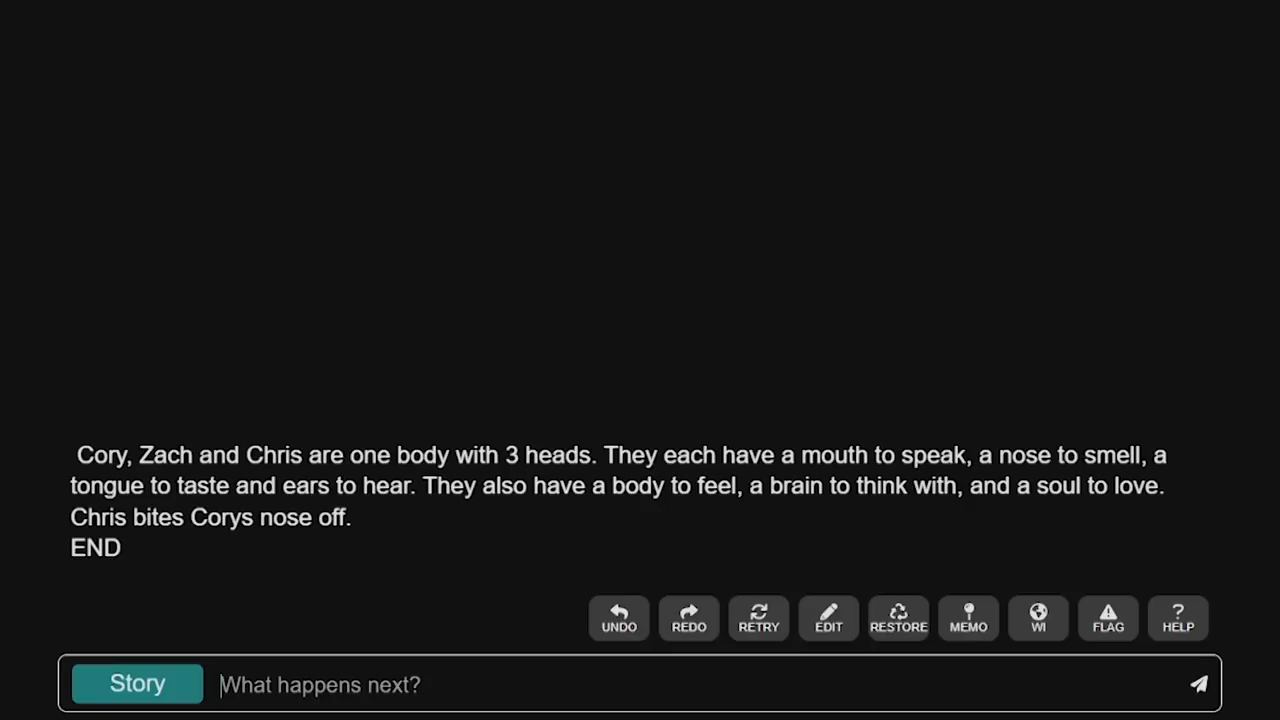 Cory, Zach and Chris are one body with 3 heads. They each have a mouth to speak, a nose to smell, a
tongue to taste and ears to hear. They also have a body to feel, a brain to think with, and a soul to love.
Chris bites Corys nose off.
END
UNDO REDO RETRY EDIT RESTORE MEMO WI FLAG HELP
Story What happens next?